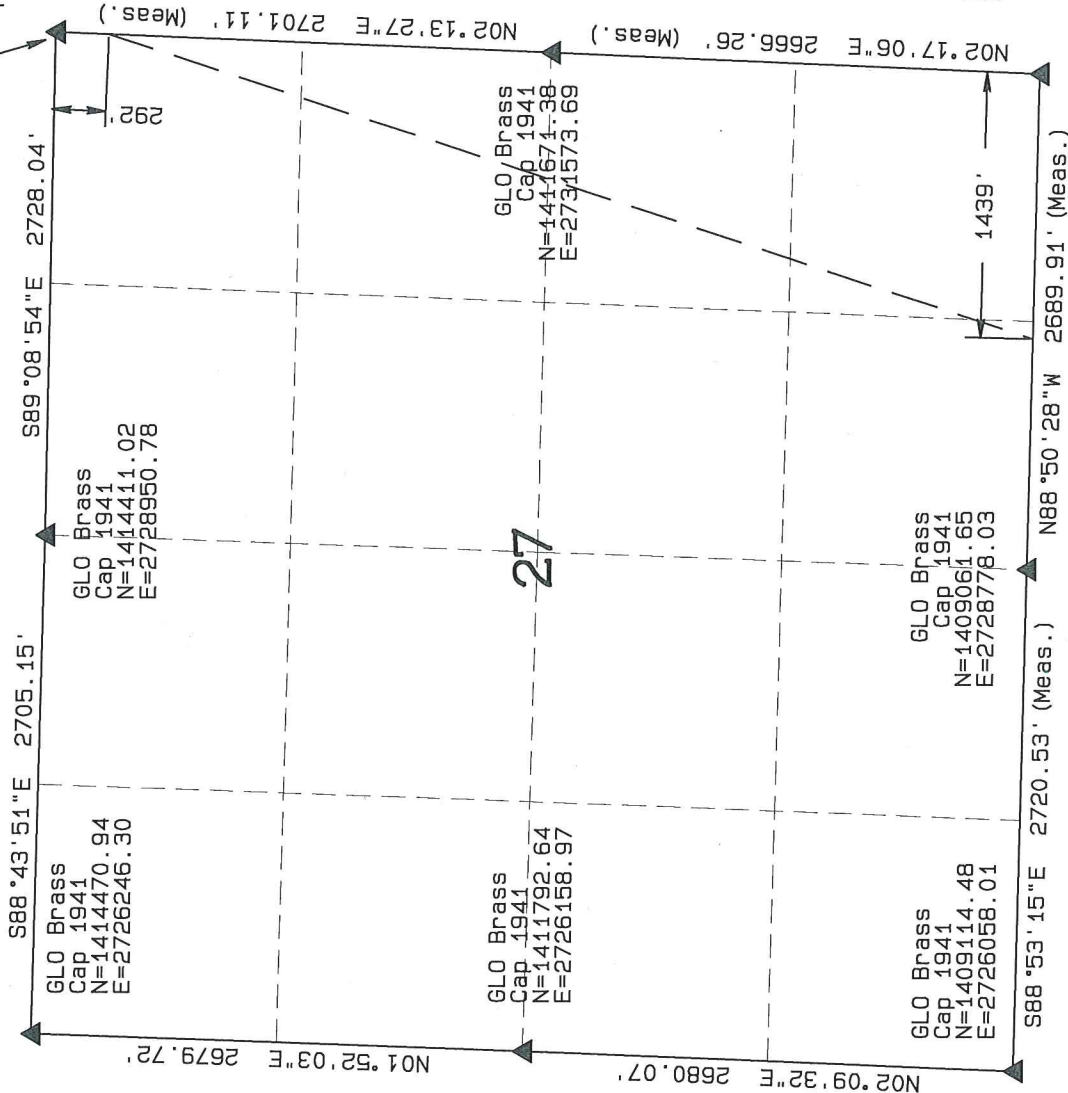 S88°43'51"E 2705.15'
S89°08'54"E 2728.04'
GLO Brass
Cap 1941
N=1414470.94
E=2726246.30
GLO Brass
Cap 1941
N=1414411.02
E=2728950.78
292'
N01°52'03"E 2679.72'
N02°13'27"E 2701.11' (Meas.)
GLO Brass
Cap 1941
N=1411792.64
E=2726158.97
27
GLO Brass
Cap 1941
N=1411671.38
E=2731573.69
N02°09'32"E 2680.07'
N02°17'06"E 2666.26' (Meas.)
GLO Brass
Cap 1941
N=1409114.48
E=2726058.01
GLO Brass
Cap 1941
N=1409061.65
E=2728778.03
1439'
S88°53'15"E 2720.53' (Meas.)
N88°50'28"W 2689.91' (Meas.)